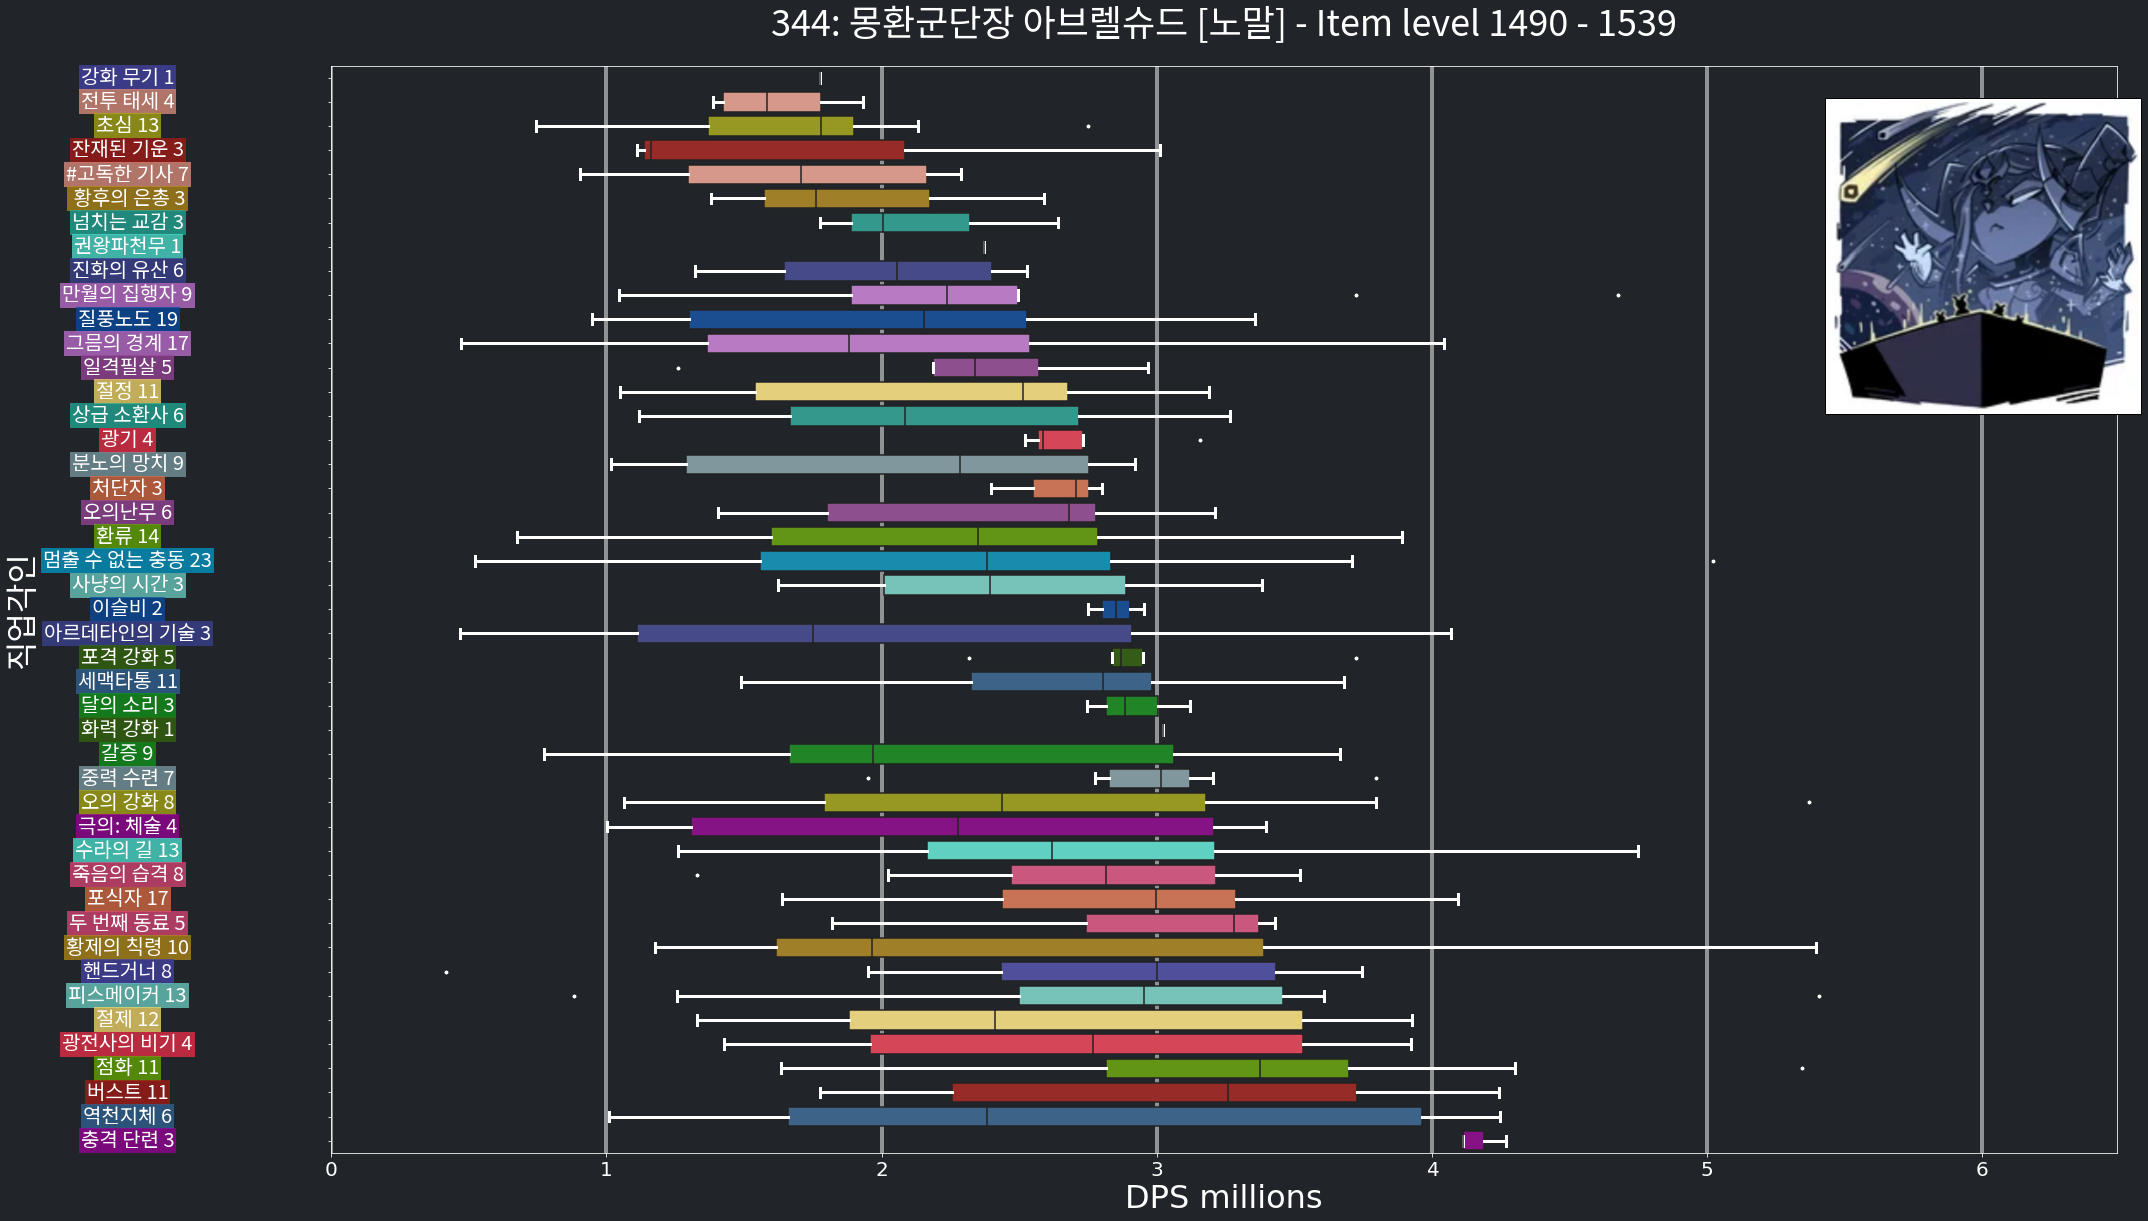 344: 몽환군단장 아브렐슈드 [노말] - Item level 1490 - 1539
강화 무기 1
전투 태세 4
초심 13
잔재된 기운 3
#고독한 기사 7
황후의 은총 3
넘치는 교감 3
권왕파천무 1
진화의 유산 6
만월의 집행자 9
질풍노도 19
그믐의 경계 17
일격필살 5
절정 11
상급 소환사 6
광기 4
분노의 망치 9
처단자 3
오의난무 6
환류 14
멈출 수 없는 충동 23
사냥의 시간 3
이슬비 2
아르데타인의 기술 3
포격 강화 5
세맥타통 11
달의 소리 3
화력 강화 1
갈증 9
중력 수련 7
오의 강화 8
극의: 체술 4
수라의 길 13
죽음의 습격 8
포식자 17
두 번째 동료 5
황제의 칙령 10
핸드거너 8
피스메이커 13
절제 12
광전사의 비기 4
점화 11
버스트 11
역천지체 6
충격 단련 3
직업각인
0 1 2 3 4 5 6
DPS millions